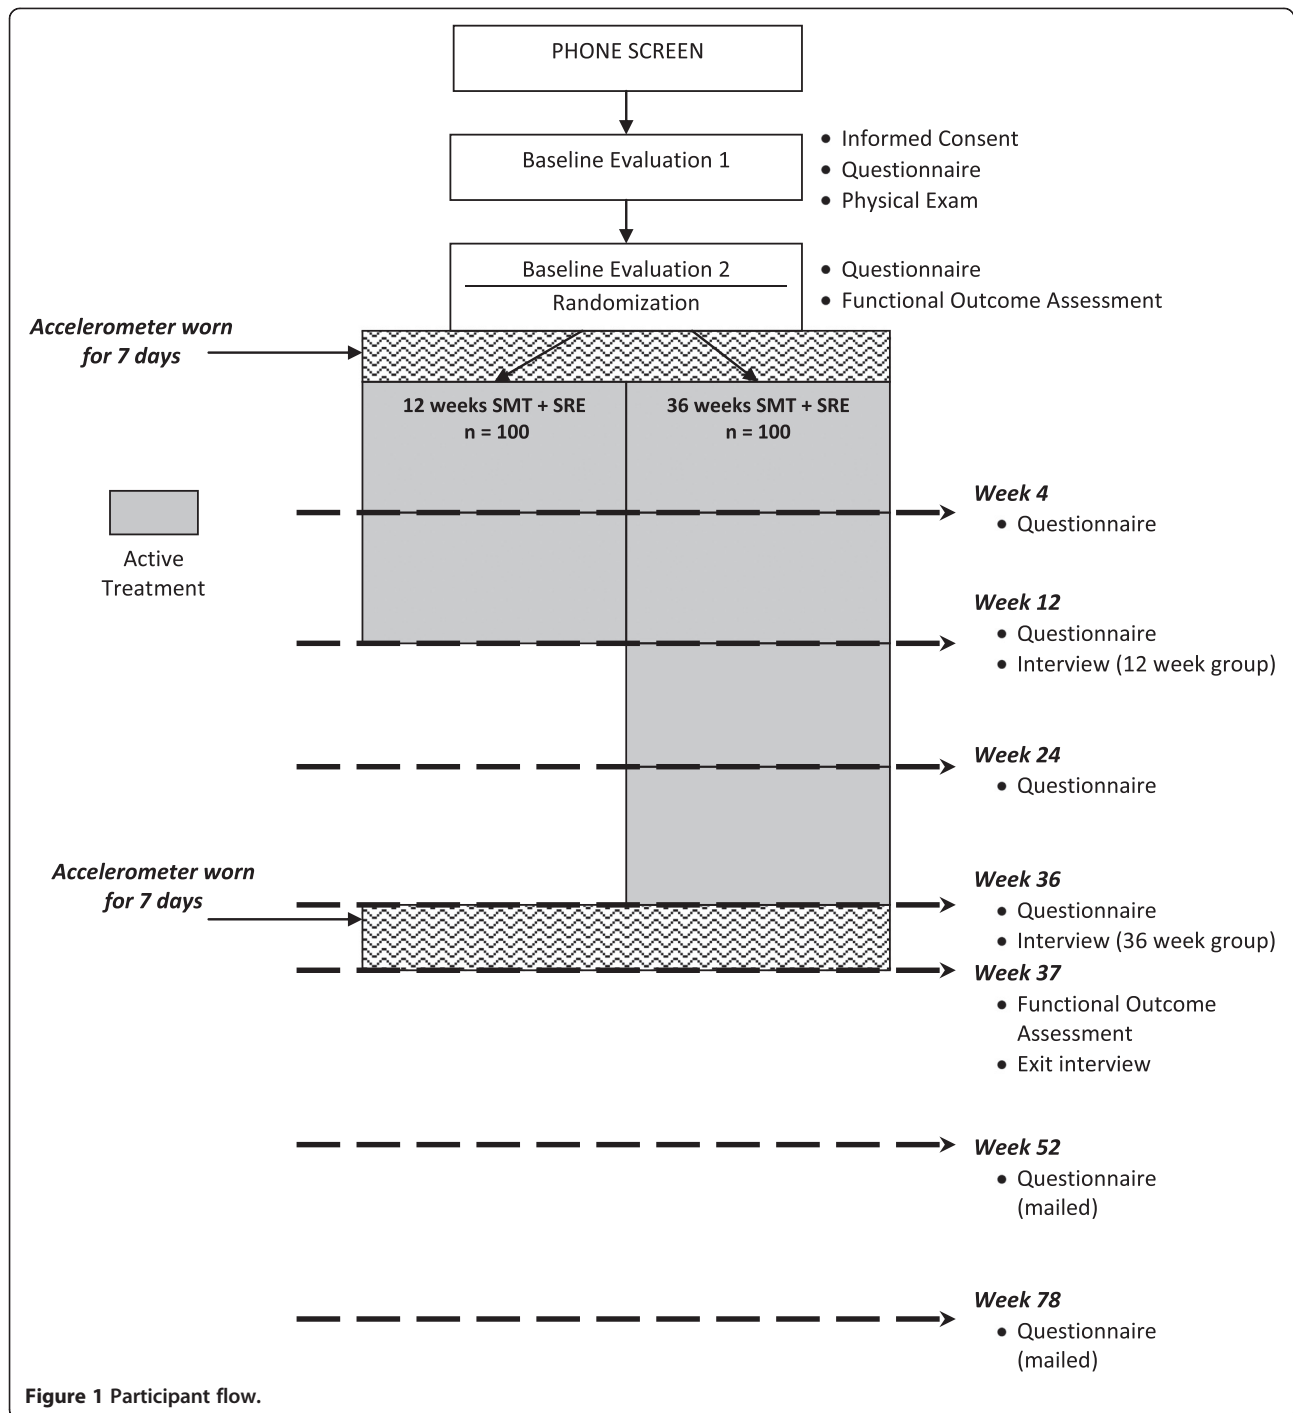 PHONE SCREEN
Baseline Evaluation 1
• Informed Consent
• Questionnaire
• Physical Exam
Baseline Evaluation 2
Randomization
• Questionnaire
• Functional Outcome Assessment
Accelerometer worn
for 7 days
12 weeks SMT + SRE
n = 100
36 weeks SMT + SRE
n = 100
Active
Treatment
Week 4
• Questionnaire
Week 12
• Questionnaire
• Interview (12 week group)
Week 24
• Questionnaire
Accelerometer worn
for 7 days
Week 36
• Questionnaire
• Interview (36 week group)
Week 37
• Functional Outcome
Assessment
• Exit interview
Week 52
• Questionnaire
(mailed)
Week 78
• Questionnaire
(mailed)
Figure 1 Participant flow.